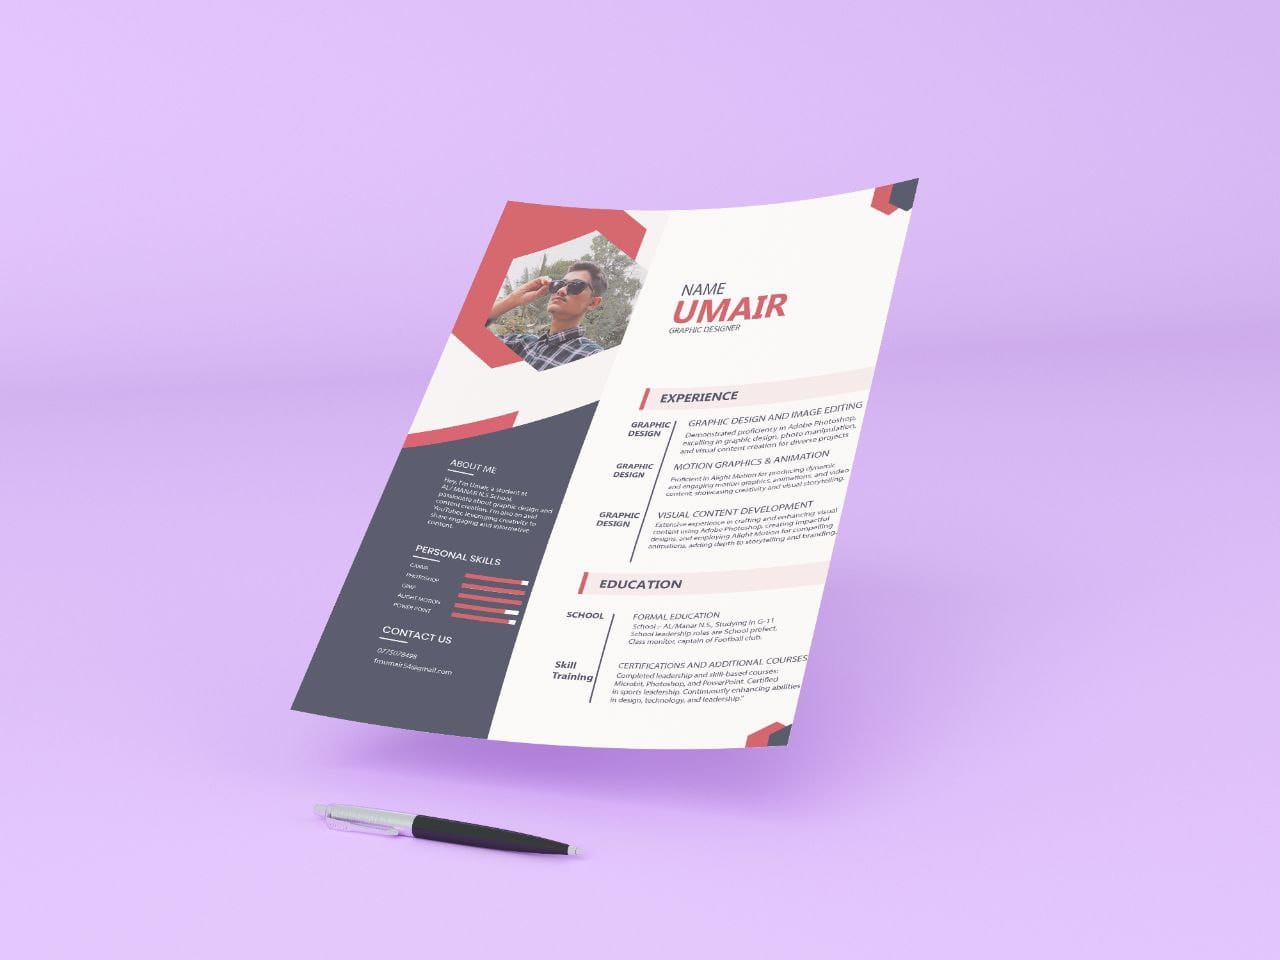 NAME
UMAIR
GRAPHIC DESIGNER
ABOUT ME
Hey, I'm Umair, a student at
AL / MANAR N.S School,
passionate about graphic design and
content creation. I'm also an avid
YouTuber, leveraging creativity to
share engaging and informative
content.
PERSONAL SKILLS
CANVA
PHOTOSHOP
GIMP
ALIGHT MOTION
POWER POINT
CONTACT US
0775078498
@gmail.com
EXPERIENCE
GRAPHIC
DESIGN
GRAPHIC DESIGN AND IMAGE EDITING
Demonstrated proficiency in Adobe Photoshop,
excelling in graphic design, photo manipulation,
and visual content creation for diverse projects
GRAPHIC
DESIGN
MOTION GRAPHICS & ANIMATION
Proficient in Alight Motion for producing dynamic
and engaging motion graphics, animations, and video
content, showcasing creativity and visual storytelling.
GRAPHIC
DESIGN
VISUAL CONTENT DEVELOPMENT
Extensive experience in crafting and enhancing visual
content using Adobe Photoshop, creating impactful
designs, and employing Alight Motion for compelling
animations, adding depth to storytelling and branding.
EDUCATION
SCHOOL
FORMAL EDUCATION
School :- AL/Manar N.S., Studying in G-11
School leadership roles are School prefect,
Class monitor, captain of Football club.
Skill
Training
CERTIFICATIONS AND ADDITIONAL COURSES
Completed leadership and skill-based courses:
Microbit, Photoshop, and PowerPoint. Certified
in sports leadership. Continuously enhancing abilities
in design, technology, and leadership."